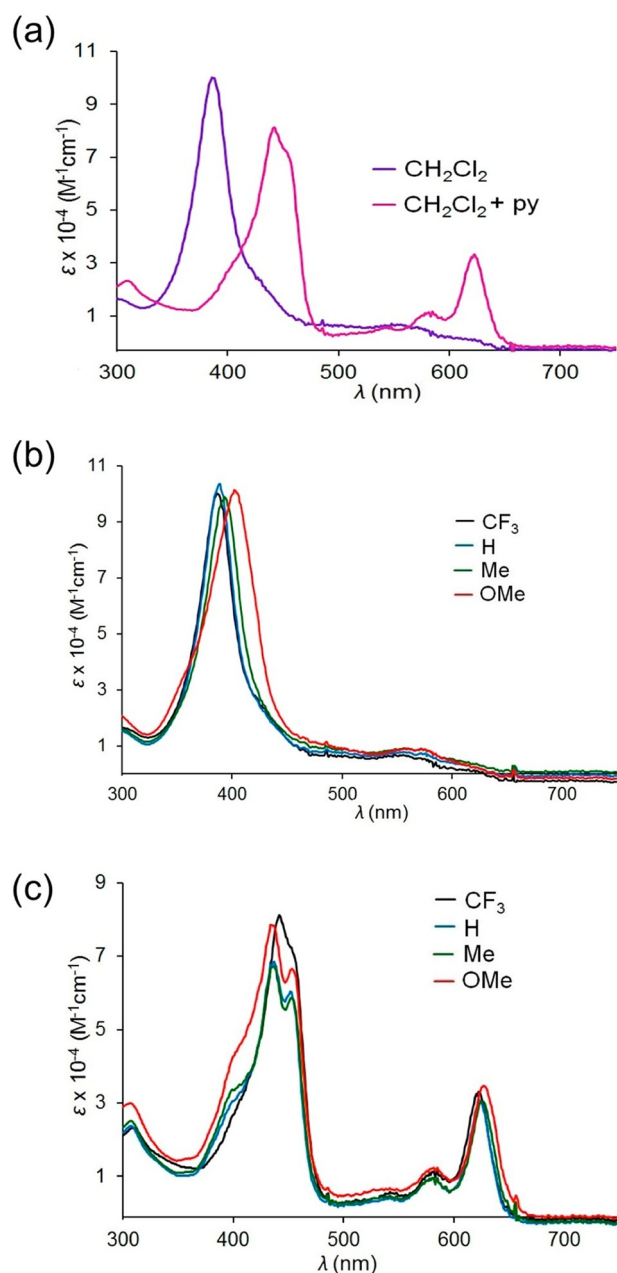 (a)
11
9
7
5
3
1
ε x 10⁻⁴ (M⁻¹cm⁻¹)
CH₂Cl₂
CH₂Cl₂ + py
300 400 500 600 700
λ (nm)
(b)
11
9
7
5
3
1
ε x 10⁻⁴ (M⁻¹cm⁻¹)
CF₃
H
Me
OMe
300 400 500 600 700
λ (nm)
(c)
9
7
5
3
1
ε x 10⁻⁴ (M⁻¹cm⁻¹)
CF₃
H
Me
OMe
300 400 500 600 700
λ (nm)